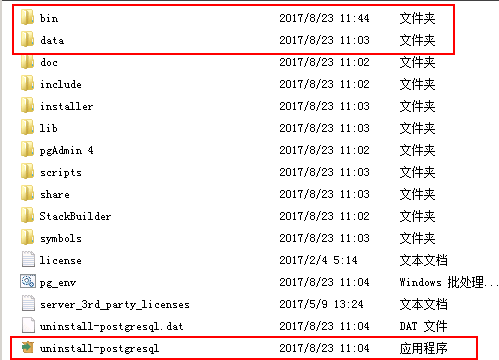 bin 2017/8/23 11:44 文件夹
data 2017/8/23 11:03 文件夹
doc 2017/8/23 11:02 文件夹
include 2017/8/23 11:02 文件夹
installer 2017/8/23 11:03 文件夹
lib 2017/8/23 11:02 文件夹
pgAdmin 4 2017/8/23 11:02 文件夹
scripts 2017/8/23 11:03 文件夹
share 2017/8/23 11:03 文件夹
StackBuilder 2017/8/23 11:02 文件夹
symbols 2017/8/23 11:03 文件夹
license 2017/2/4 5:14 文本文档
pg_env 2017/8/23 11:04 Windows 批处理...
server_3rd_party_licenses 2017/5/9 13:24 文本文档
uninstall-postgresql.dat 2017/8/23 11:04 DAT 文件
uninstall-postgresql 2017/8/23 11:04 应用程序